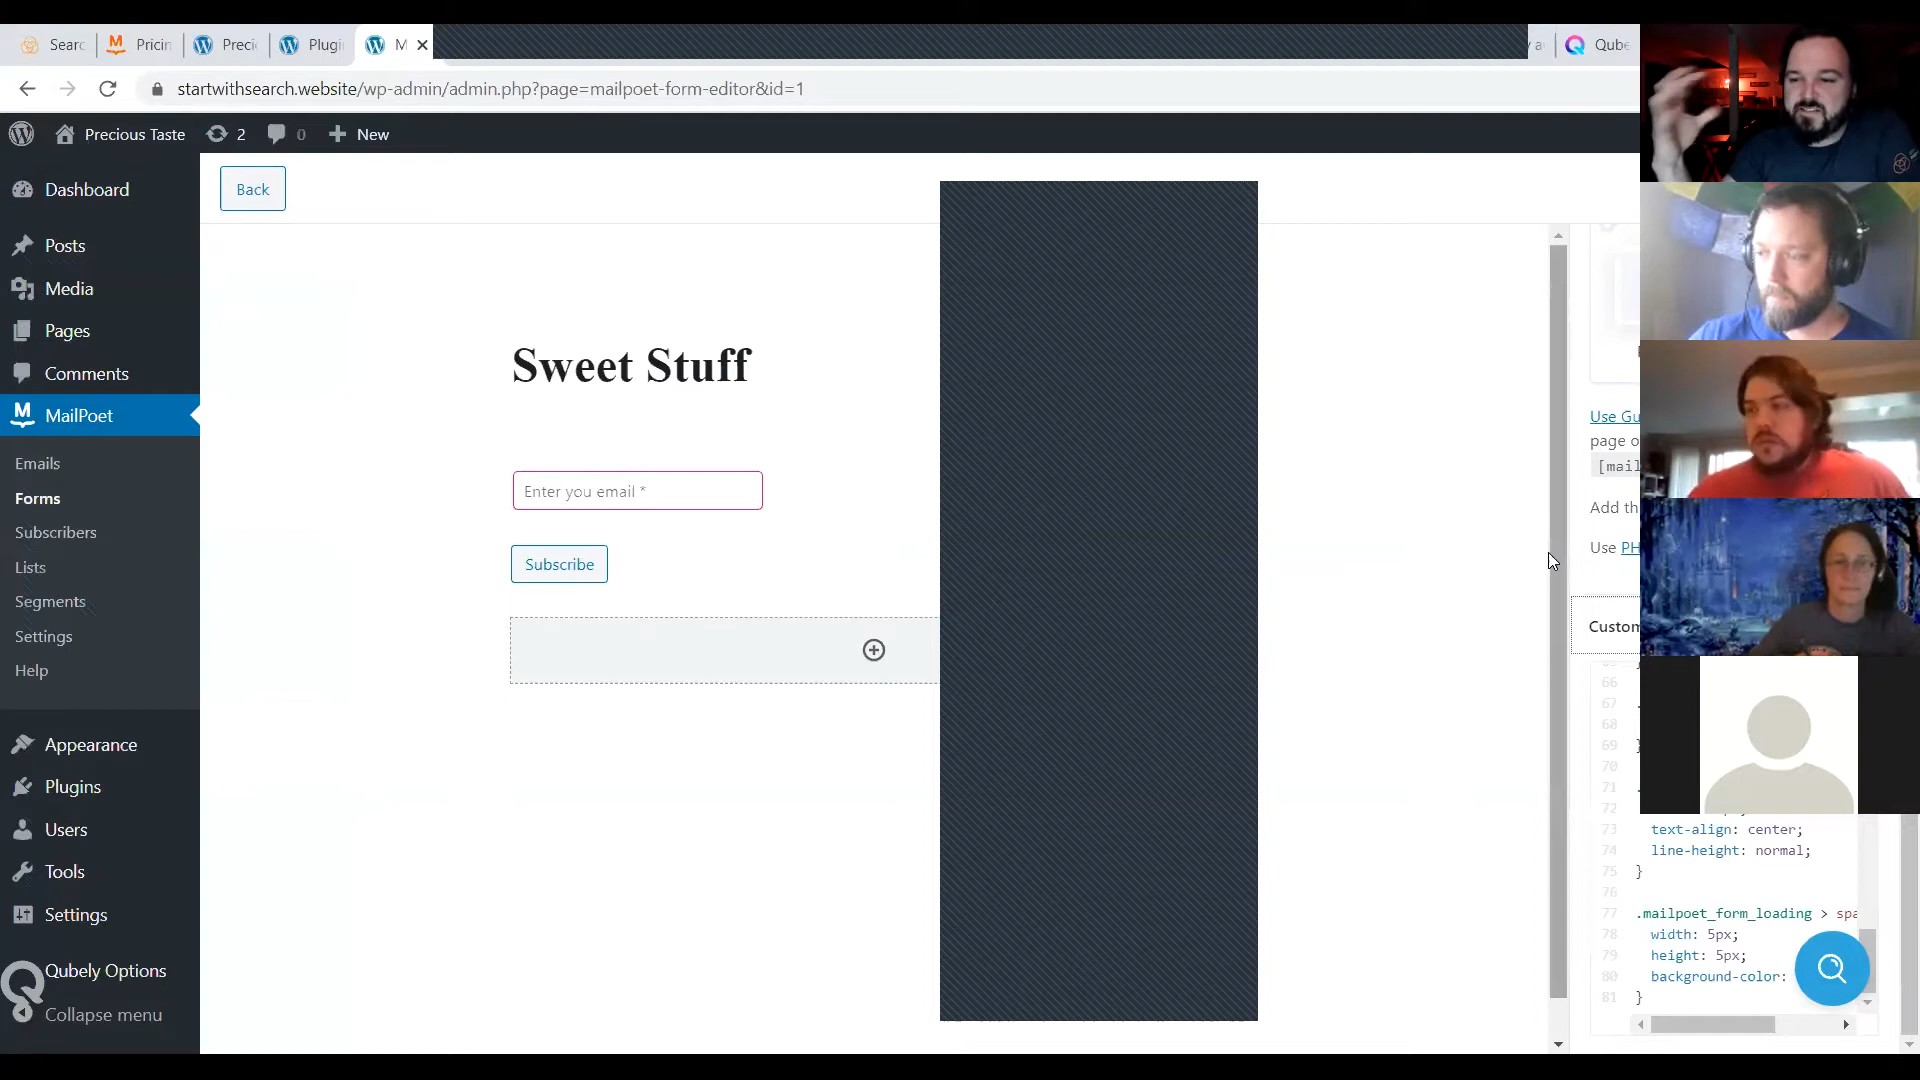 Searc
Pricin
Preci
Plugin
M
Qube
startwithsearch.website/wp-admin/admin.php?page=mailpoet-form-editor&id=1
Precious Taste
2
0
New
Back
Dashboard
Posts
Media
Pages
Comments
MailPoet
Emails
Forms
Subscribers
Lists
Segments
Settings
Help
Appearance
Plugins
Users
Tools
Settings
Qubely Options
Collapse menu
Sweet Stuff
Enter you email *
Subscribe
Use Gu
page o
[mail
Add th
Use PH
Custom
66
67 .
68
69 }
70
71 .
72
73 text-align: center;
74 line-height: normal;
75 }
76
77 .mailpoet_form_loading > spa
78 width: 5px;
79 height: 5px;
80 background-color:
81 }